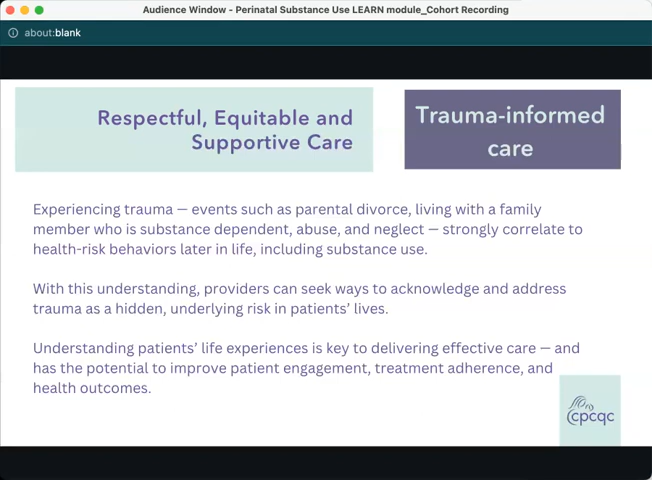 Audience Window - Perinatal Substance Use LEARN module_Cohort Recording
about:blank
Respectful, Equitable and
Supportive Care
Trauma-informed
care
Experiencing trauma — events such as parental divorce, living with a family
member who is substance dependent, abuse, and neglect — strongly correlate to
health-risk behaviors later in life, including substance use.
With this understanding, providers can seek ways to acknowledge and address
trauma as a hidden, underlying risk in patients’ lives.
Understanding patients’ life experiences is key to delivering effective care — and
has the potential to improve patient engagement, treatment adherence, and
health outcomes.
cpcqc